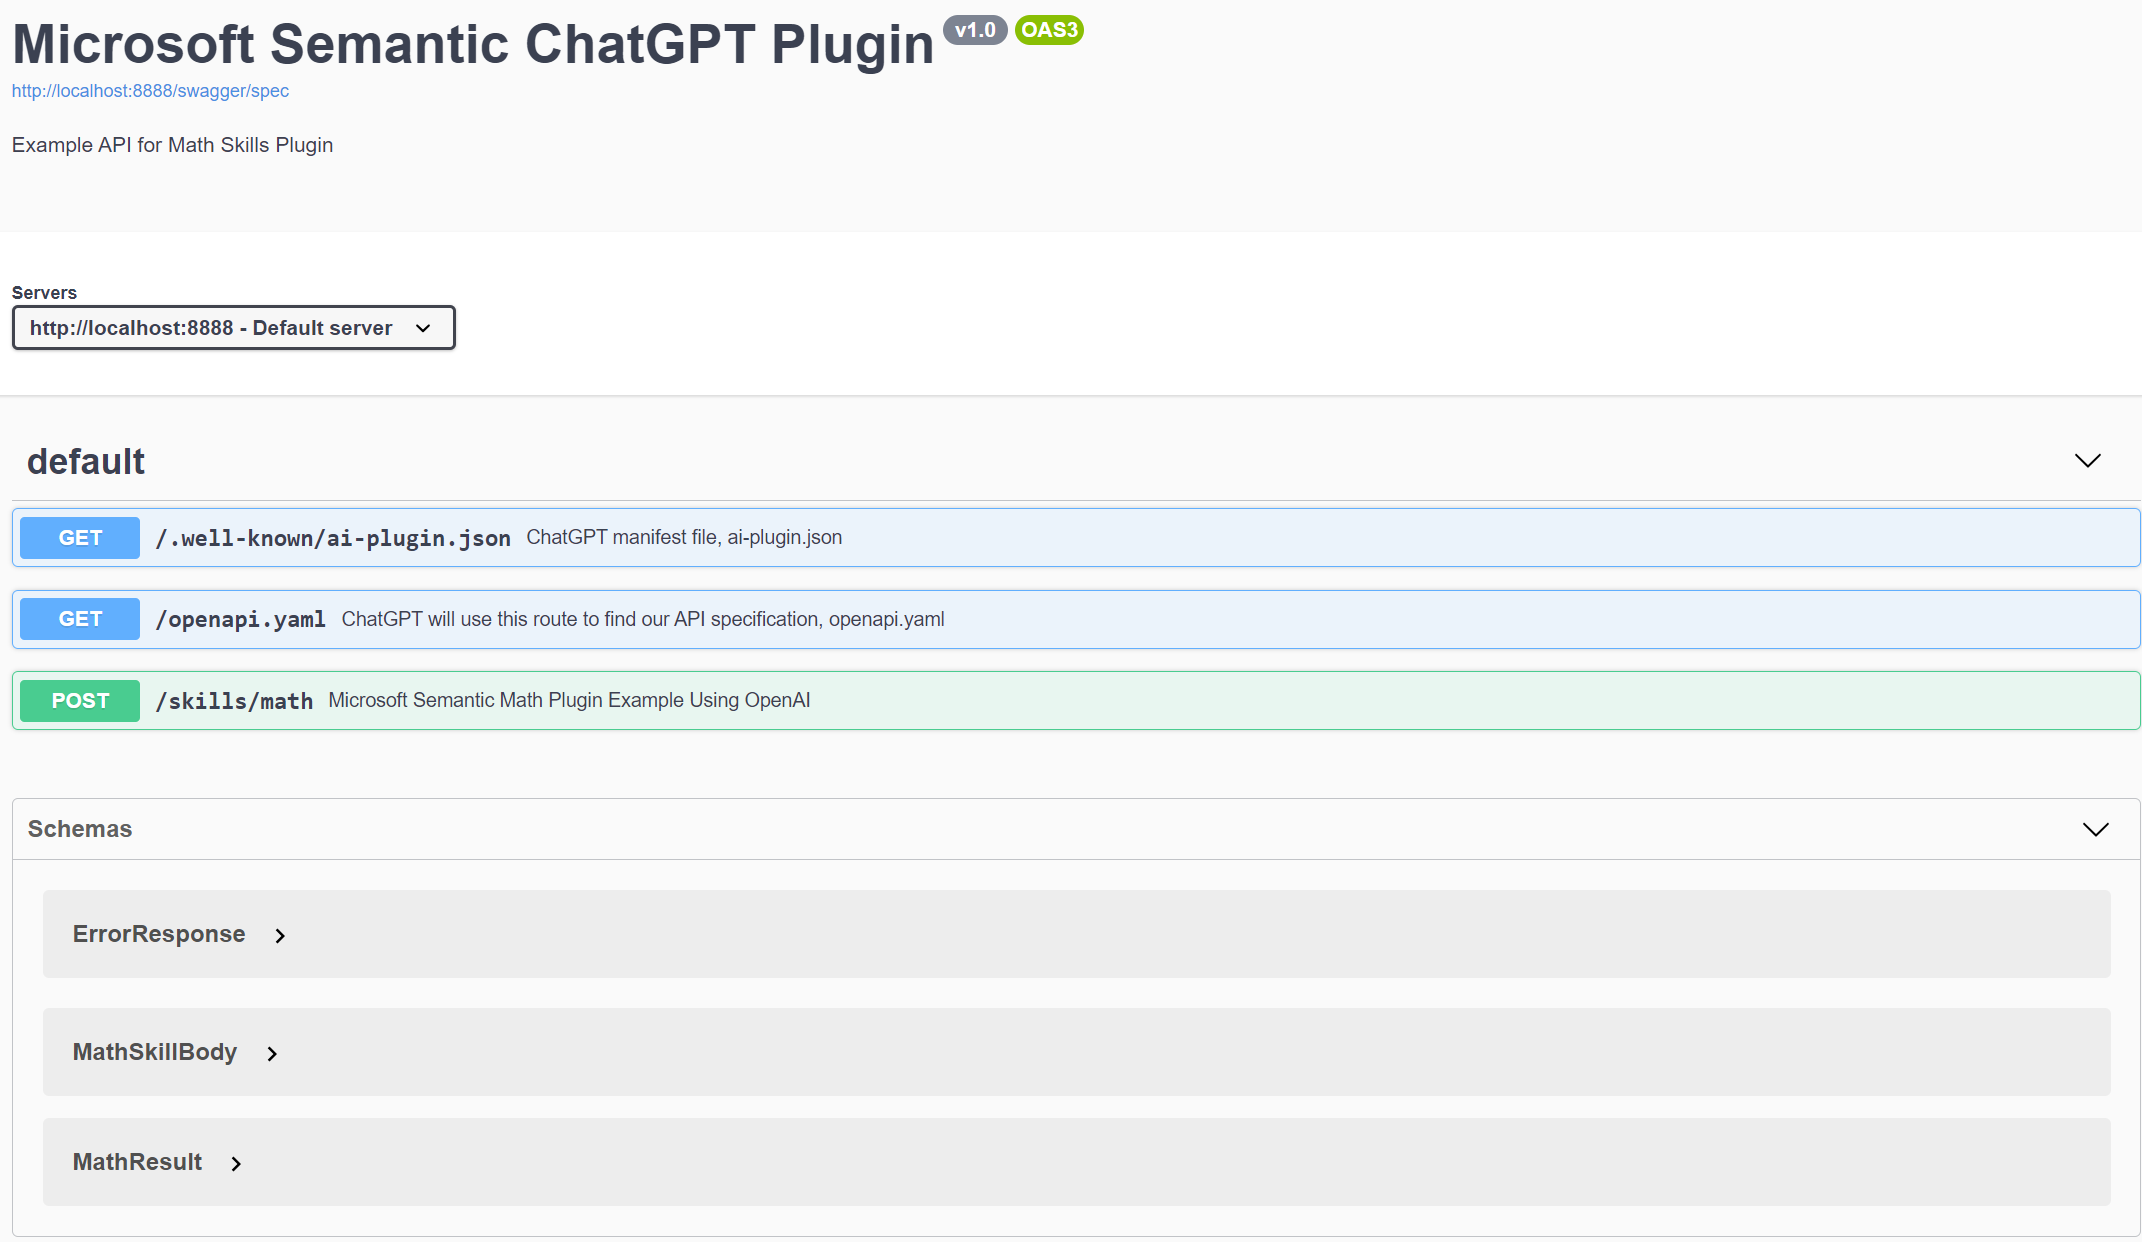 Microsoft Semantic ChatGPT Plugin v1.0 OAS3
http://localhost:8888/swagger/spec
Example API for Math Skills Plugin
Servers
http://localhost:8888 - Default server
default
GET /.well-known/ai-plugin.json ChatGPT manifest file, ai-plugin.json
GET /openapi.yaml ChatGPT will use this route to find our API specification, openapi.yaml
POST /skills/math Microsoft Semantic Math Plugin Example Using OpenAI
Schemas
ErrorResponse
MathSkillBody
MathResult